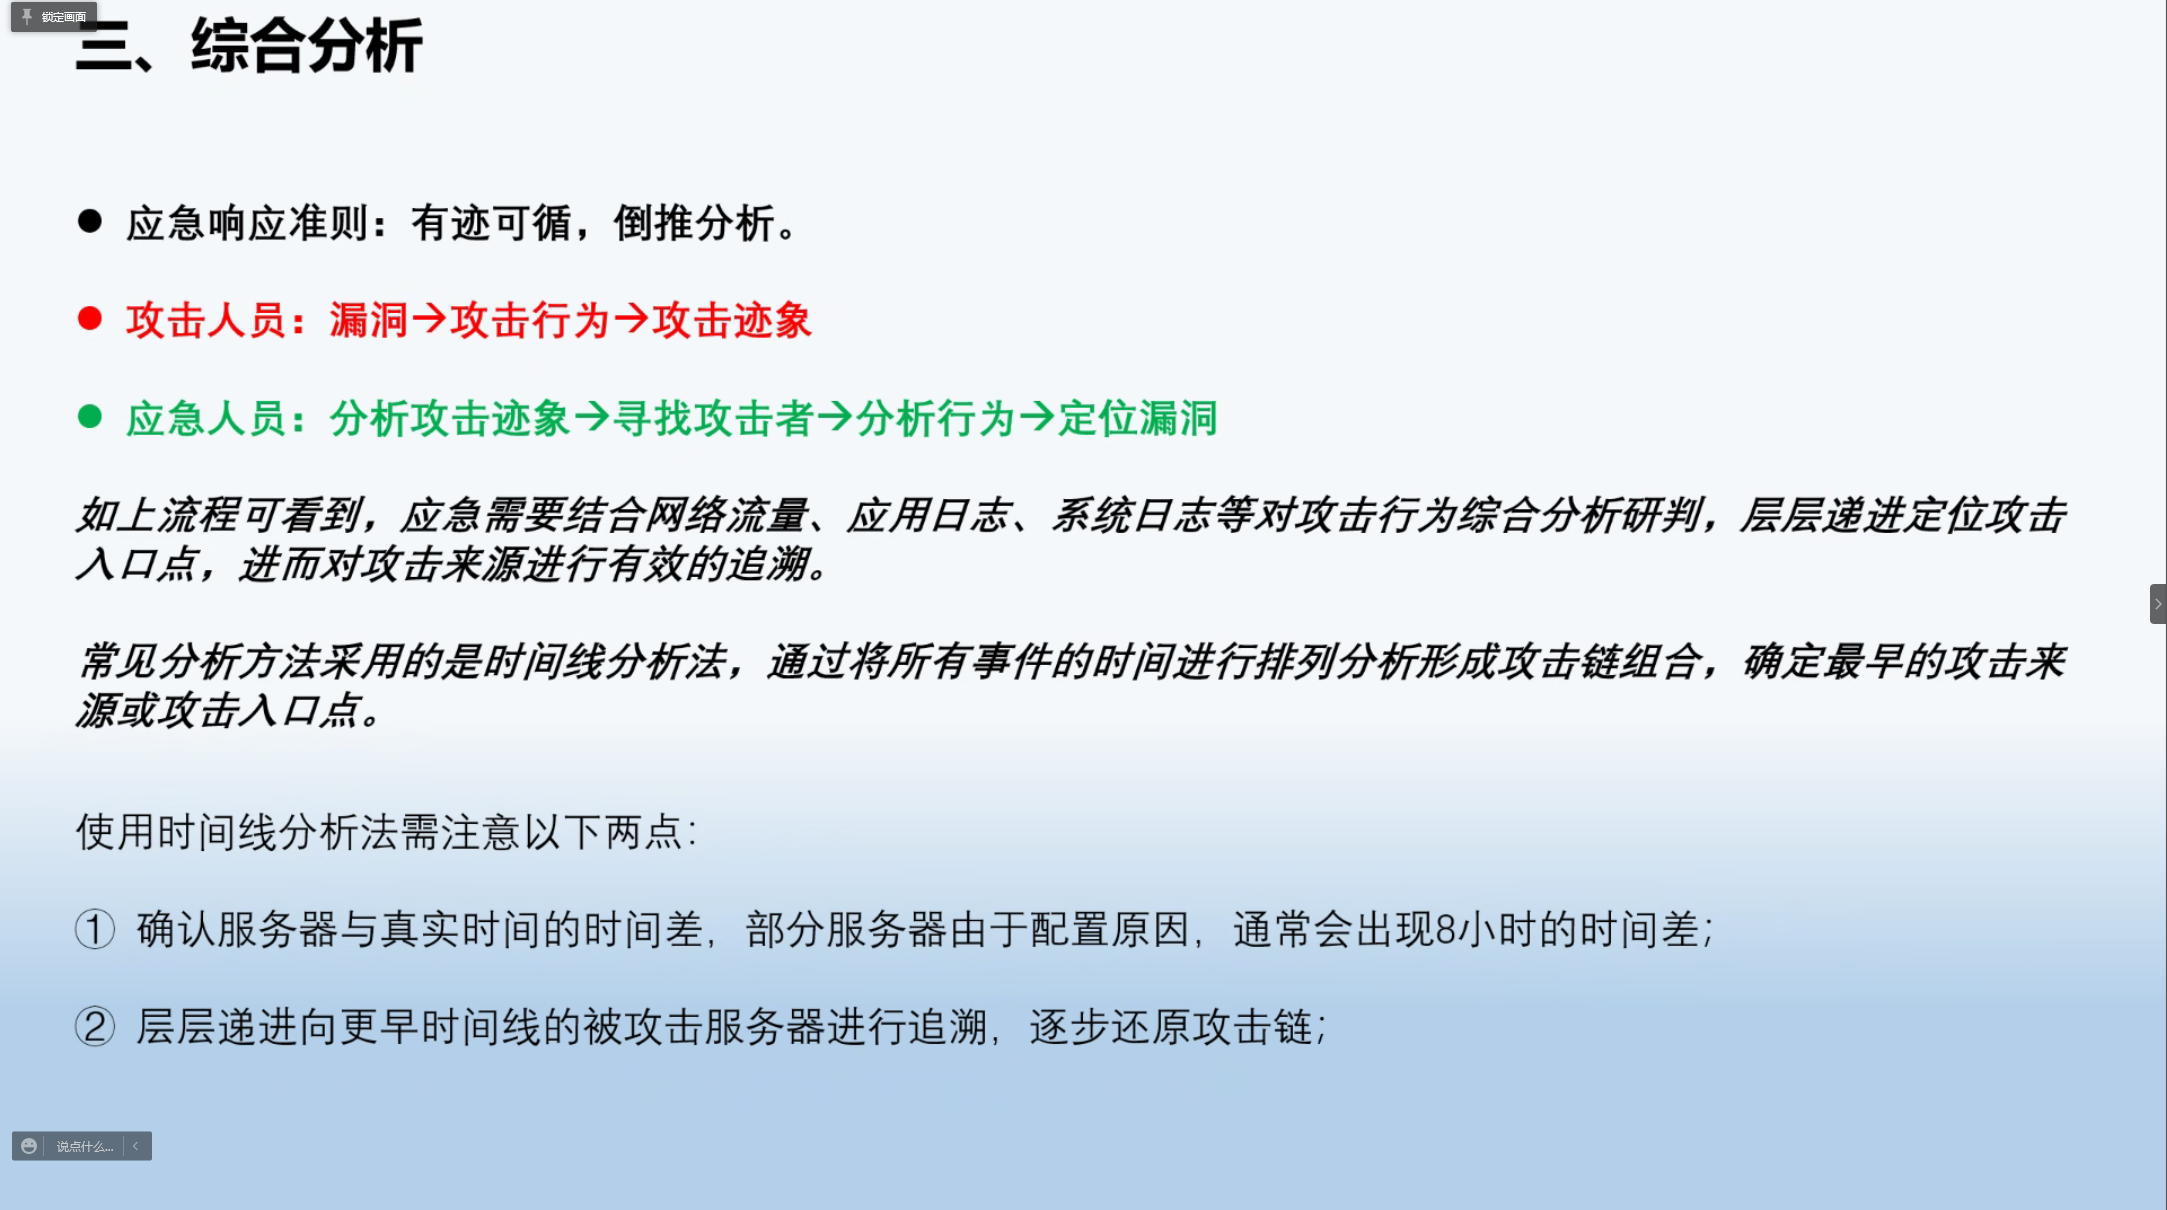 锁定画面
三、综合分析
● 应急响应准则：有迹可循，倒推分析。
● 攻击人员：漏洞→攻击行为→攻击迹象
● 应急人员：分析攻击迹象→寻找攻击者→分析行为→定位漏洞
如上流程可看到，应急需要结合网络流量、应用日志、系统日志等对攻击行为综合分析研判，层层递进定位攻击
入口点，进而对攻击来源进行有效的追溯。
常见分析方法采用的是时间线分析法，通过将所有事件的时间进行排列分析形成攻击链组合，确定最早的攻击来
源或攻击入口点。
使用时间线分析法需注意以下两点：
① 确认服务器与真实时间的时间差，部分服务器由于配置原因，通常会出现8小时的时间差；
② 层层递进向更早时间线的被攻击服务器进行追溯，逐步还原攻击链；
说点什么...